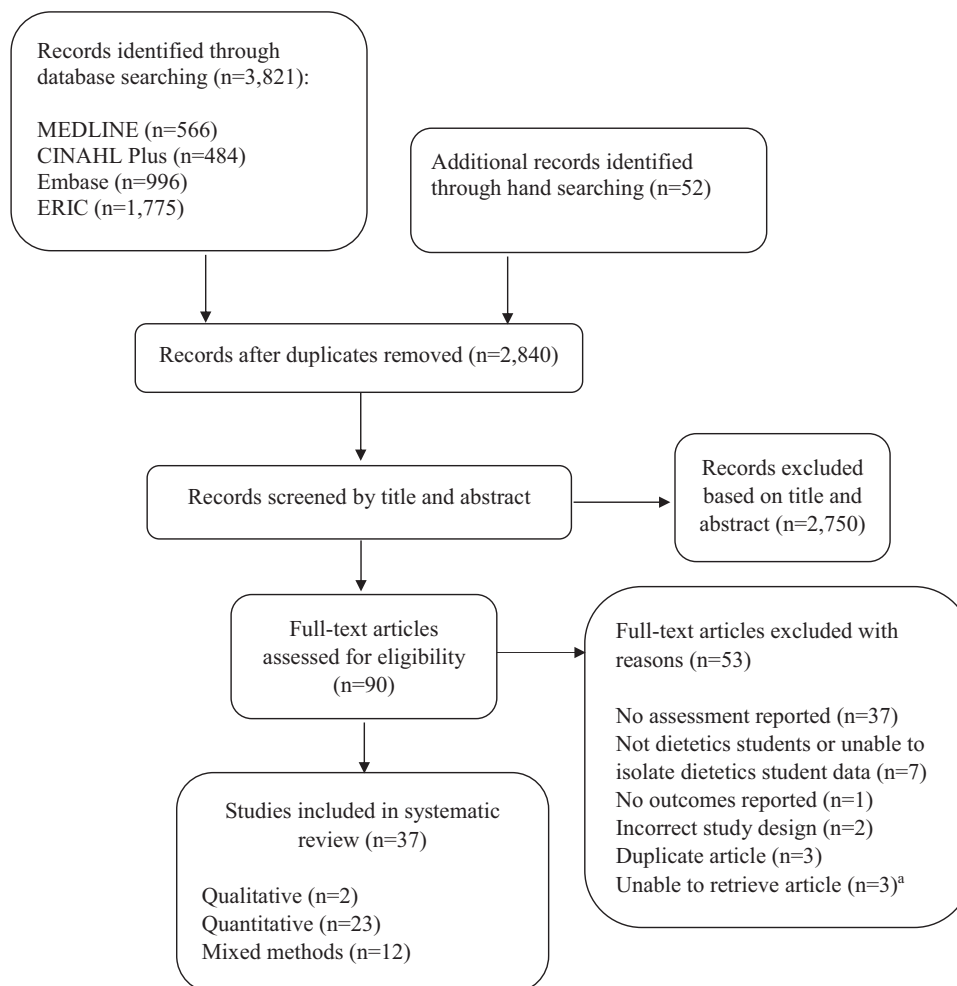 Records identified through
database searching (n=3,821):
MEDLINE (n=566)
CINAHL Plus (n=484)
Embase (n=996)
ERIC (n=1,775)
Additional records identified
through hand searching (n=52)
Records after duplicates removed (n=2,840)
Records screened by title and abstract
Records excluded
based on title and
abstract (n=2,750)
Full-text articles
assessed for eligibility
(n=90)
Full-text articles excluded with
reasons (n=53)
No assessment reported (n=37)
Not dietetics students or unable to
isolate dietetics student data (n=7)
No outcomes reported (n=1)
Incorrect study design (n=2)
Duplicate article (n=3)
Unable to retrieve article (n=3)ᵃ
Studies included in systematic
review (n=37)
Qualitative (n=2)
Quantitative (n=23)
Mixed methods (n=12)